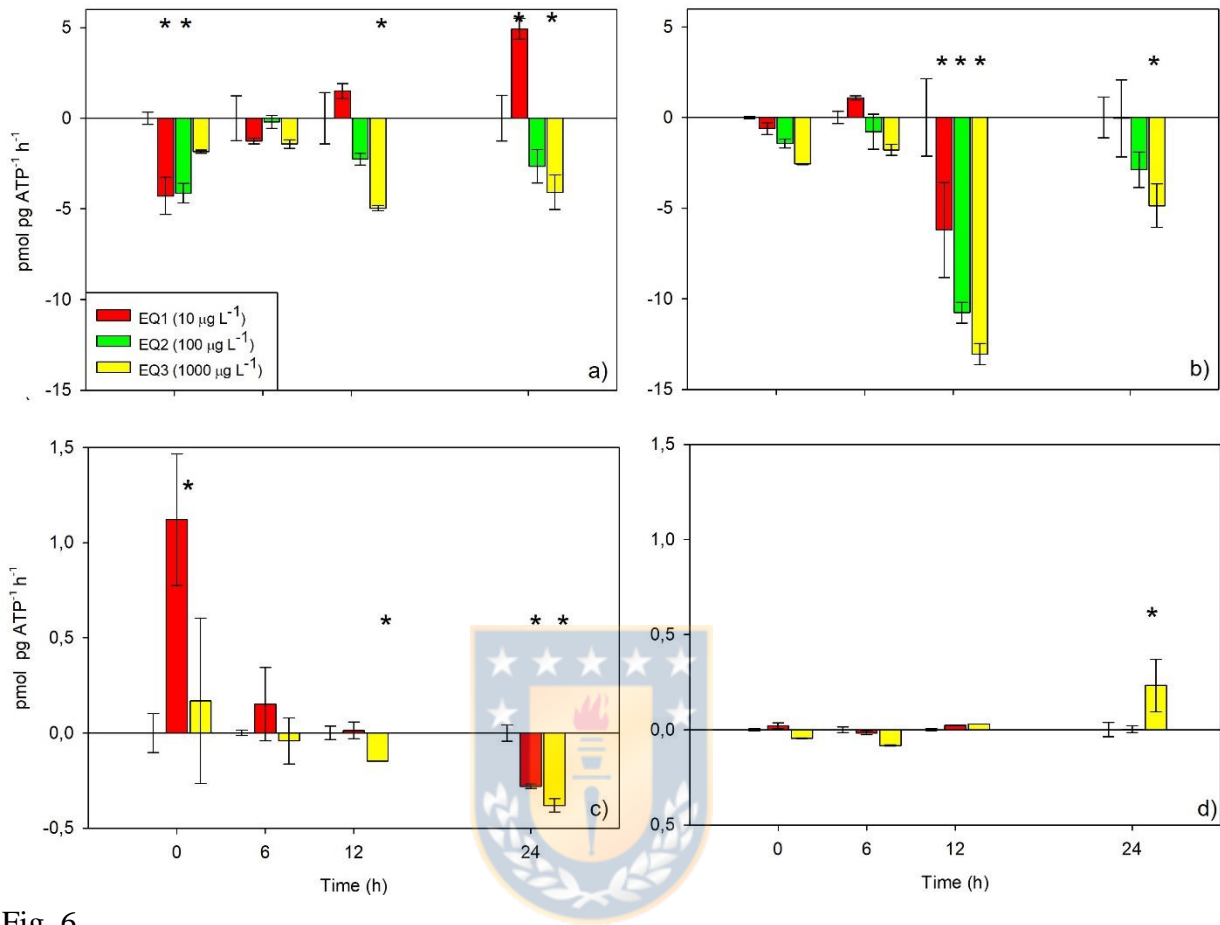 5
0
-5
-10
-15
pmol pg ATP⁻¹ h⁻¹
* * * * *
EQ1 (10 µg L⁻¹)
EQ2 (100 µg L⁻¹)
EQ3 (1000 µg L⁻¹)
a)
5
0
-5
-10
-15
* * * *
b)
1,5
1,0
0,5
0,0
-0,5
pmol pg ATP⁻¹ h⁻¹
* * * *
c)
0 6 12 24
Time (h)
1,5
1,0
0,5
0,0
0,5
*
d)
0 6 12 24
Time (h)
Fig. 6